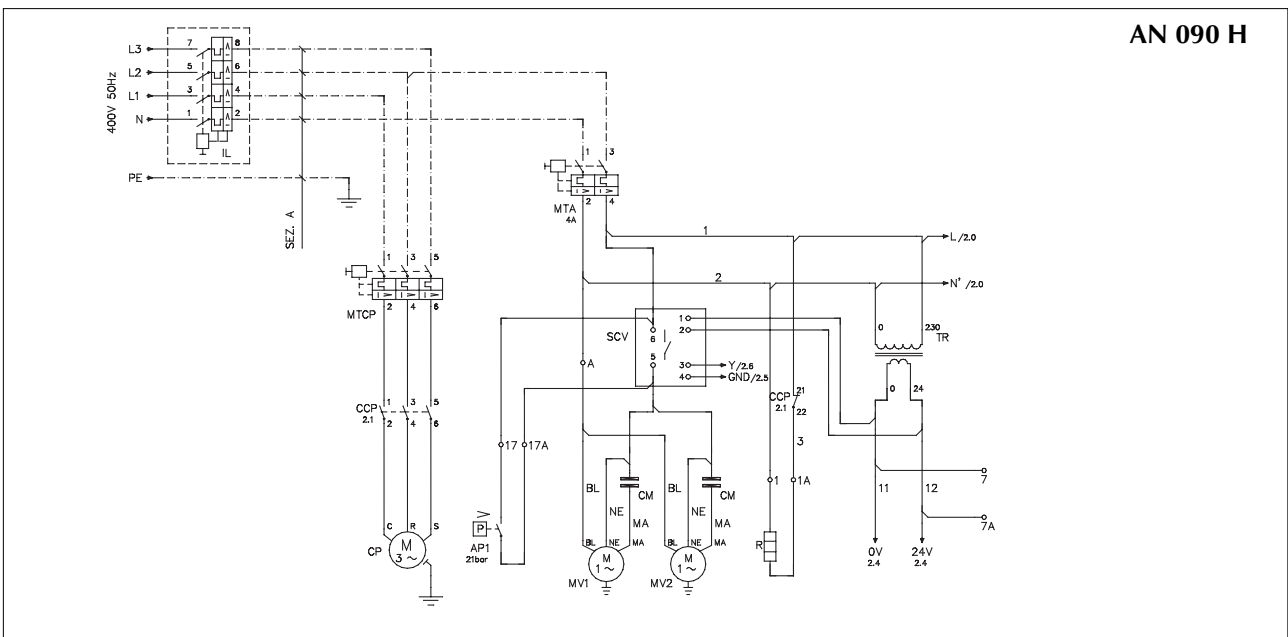 AN 090 H
400V 50Hz
L3 7 8
L2 5 6
L1 3 4
N 1 2
IL
PE
SEZ. A
1 3
MTA 2 4
4A
1 L/2.0
2 N' /2.0
1 3 5
MTCP 2 4 6
SCV 6 1
2
5 3 Y/2.6
4 GND/2.5
0 230 TR
0 24
A
CCP 1 3 5
2.1 2 4 6
CCP 21
2.1 22
3
17 17A
1 1A
11 12 7
7A
BL NE CM MA
BL NE CM MA
C R S
CP M 3~
P AP1
21bar
BL NE MA
M 1~
MV1
BL NE MA
M 1~
MV2
R
0V 24V
2.4 2.4